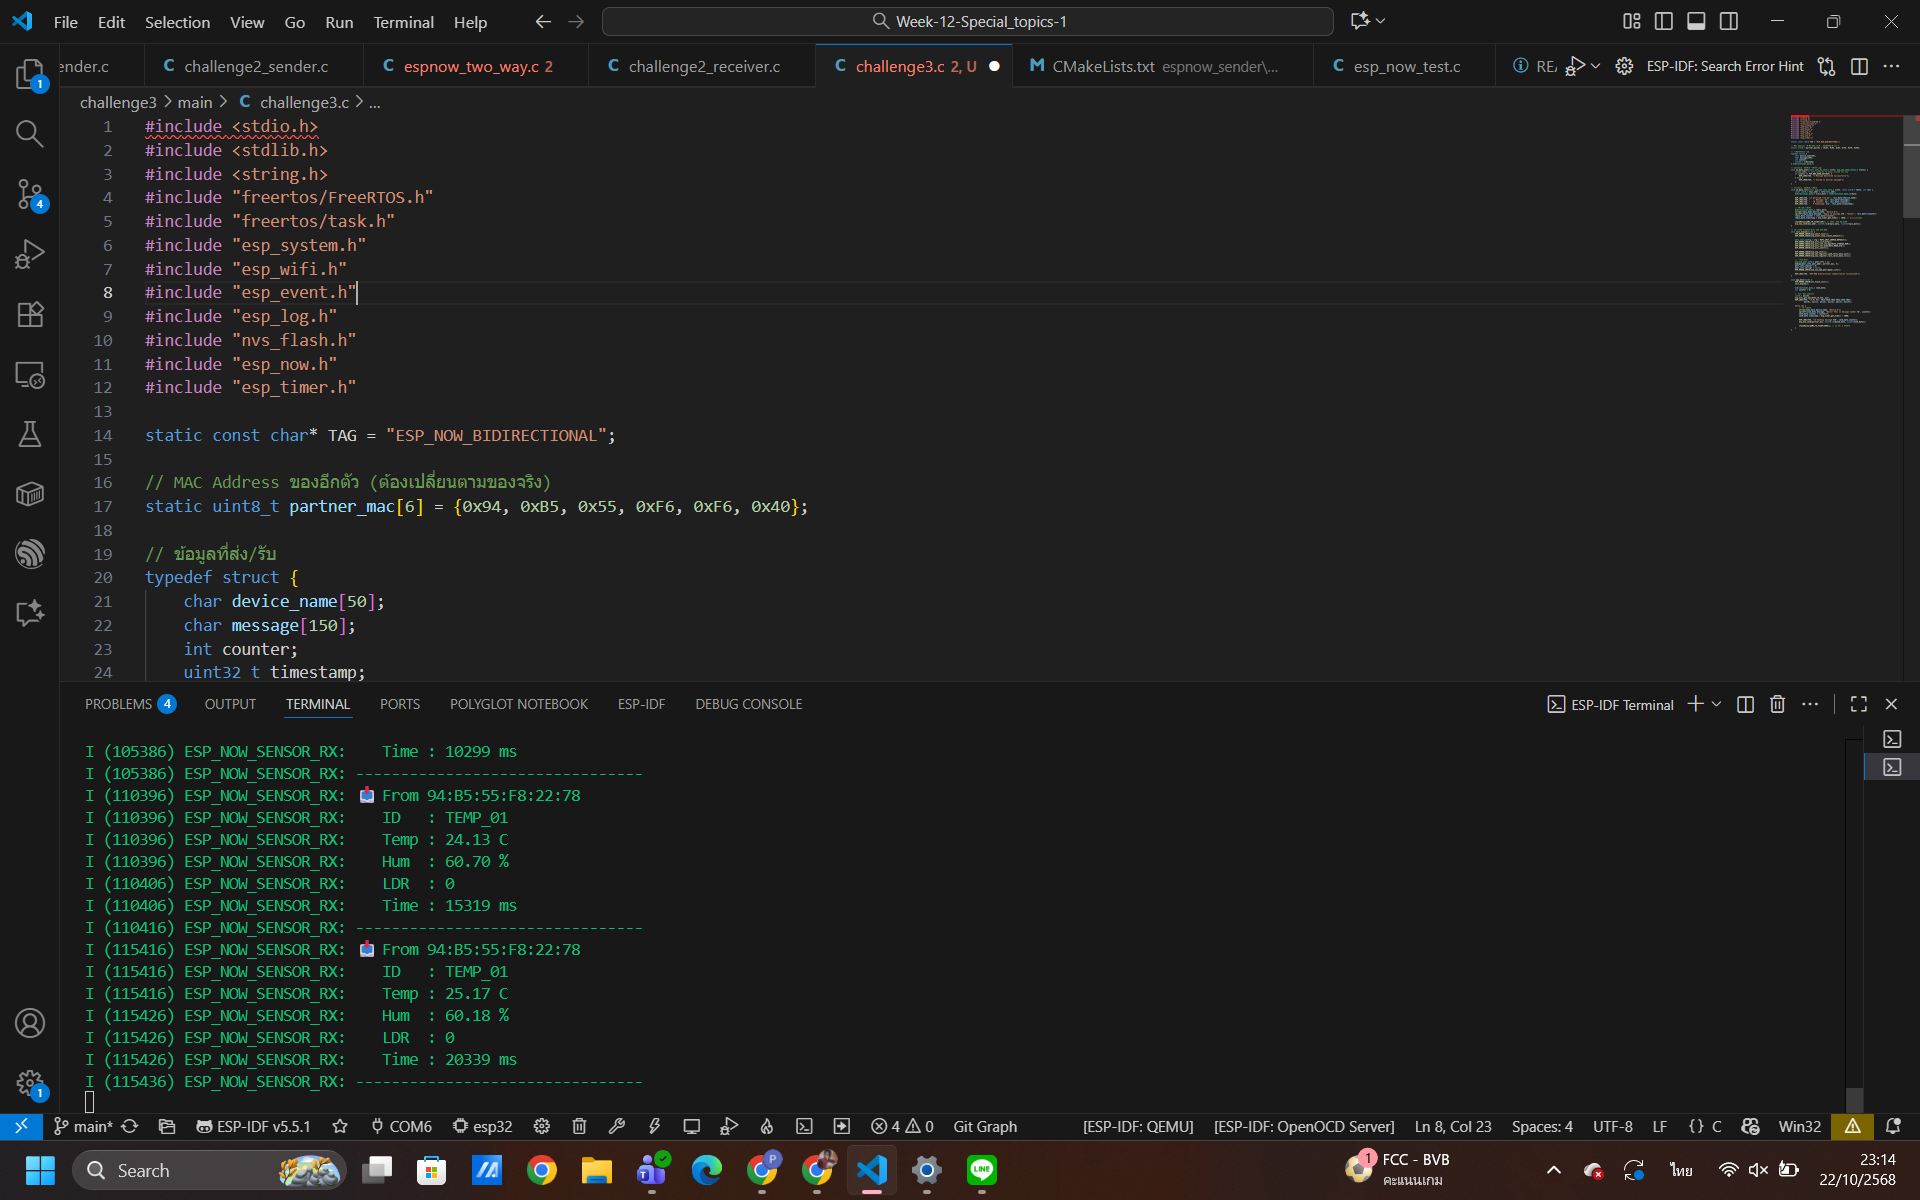 File Edit Selection View Go Run Terminal Help
Week-12-Special_topics-1
ender.c
C challenge2_sender.c
C espnow_two_way.c 2
C challenge2_receiver.c
C challenge3.c 2, U
M CMakeLists.txt espnow_sender\...
C esp_now_test.c
ESP-IDF: Search Error Hint
challenge3 > main > C challenge3.c > ...
1 #include <stdio.h>
2 #include <stdlib.h>
3 #include <string.h>
4 #include "freertos/FreeRTOS.h"
5 #include "freertos/task.h"
6 #include "esp_system.h"
7 #include "esp_wifi.h"
8 #include "esp_event.h"
9 #include "esp_log.h"
10 #include "nvs_flash.h"
11 #include "esp_now.h"
12 #include "esp_timer.h"
13
14 static const char* TAG = "ESP_NOW_BIDIRECTIONAL";
15
16 // MAC Address ของอีกตัว (ต้องเปลี่ยนตามของจริง)
17 static uint8_t partner_mac[6] = {0x94, 0xB5, 0x55, 0xF6, 0xF6, 0x40};
18
19 // ข้อมูลที่ส่ง/รับ
20 typedef struct {
21 char device_name[50];
22 char message[150];
23 int counter;
24 uint32_t timestamp;
PROBLEMS 4 OUTPUT TERMINAL PORTS POLYGLOT NOTEBOOK ESP-IDF DEBUG CONSOLE
ESP-IDF Terminal
I (105386) ESP_NOW_SENSOR_RX: Time : 10299 ms
I (105386) ESP_NOW_SENSOR_RX: --------------------------------
I (110396) ESP_NOW_SENSOR_RX: 📥 From 94:B5:55:F8:22:78
I (110396) ESP_NOW_SENSOR_RX: ID : TEMP_01
I (110396) ESP_NOW_SENSOR_RX: Temp : 24.13 C
I (110396) ESP_NOW_SENSOR_RX: Hum : 60.70 %
I (110406) ESP_NOW_SENSOR_RX: LDR : 0
I (110406) ESP_NOW_SENSOR_RX: Time : 15319 ms
I (110416) ESP_NOW_SENSOR_RX: --------------------------------
I (115416) ESP_NOW_SENSOR_RX: 📥 From 94:B5:55:F8:22:78
I (115416) ESP_NOW_SENSOR_RX: ID : TEMP_01
I (115416) ESP_NOW_SENSOR_RX: Temp : 25.17 C
I (115426) ESP_NOW_SENSOR_RX: Hum : 60.18 %
I (115426) ESP_NOW_SENSOR_RX: LDR : 0
I (115426) ESP_NOW_SENSOR_RX: Time : 20339 ms
I (115436) ESP_NOW_SENSOR_RX: --------------------------------
main* ESP-IDF v5.5.1 COM6 esp32 4 0 Git Graph [ESP-IDF: QEMU] [ESP-IDF: OpenOCD Server] Ln 8, Col 23 Spaces: 4 UTF-8 LF {} C Win32
Search
1 FCC - BVB
คะแนนเกม
ไทย
23:14
22/10/2568